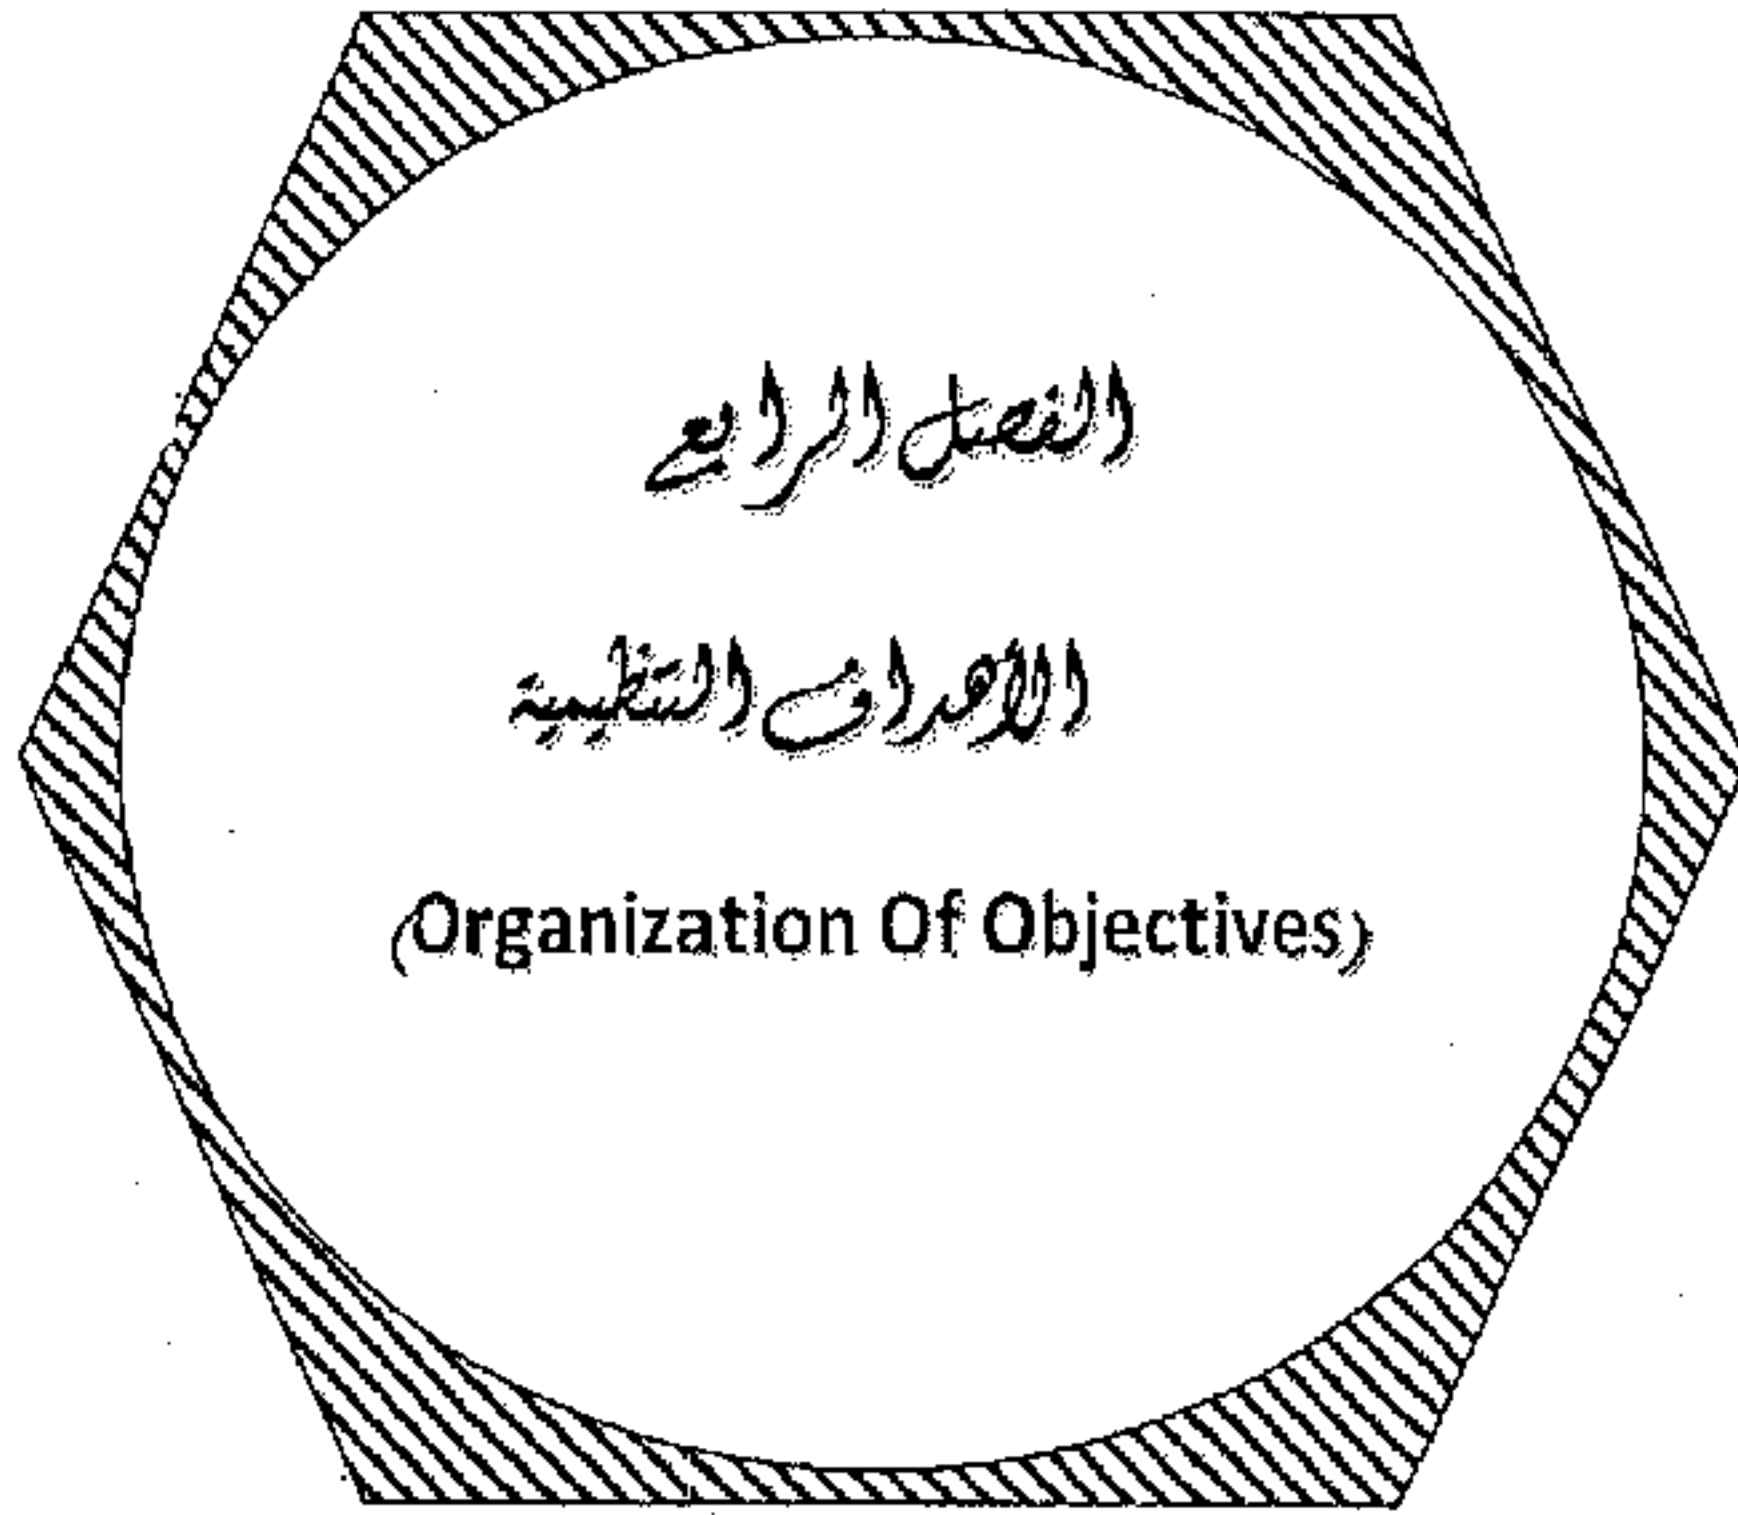 الفصل الرابع
الأهداف التنظيمية
(Organization Of Objectives)